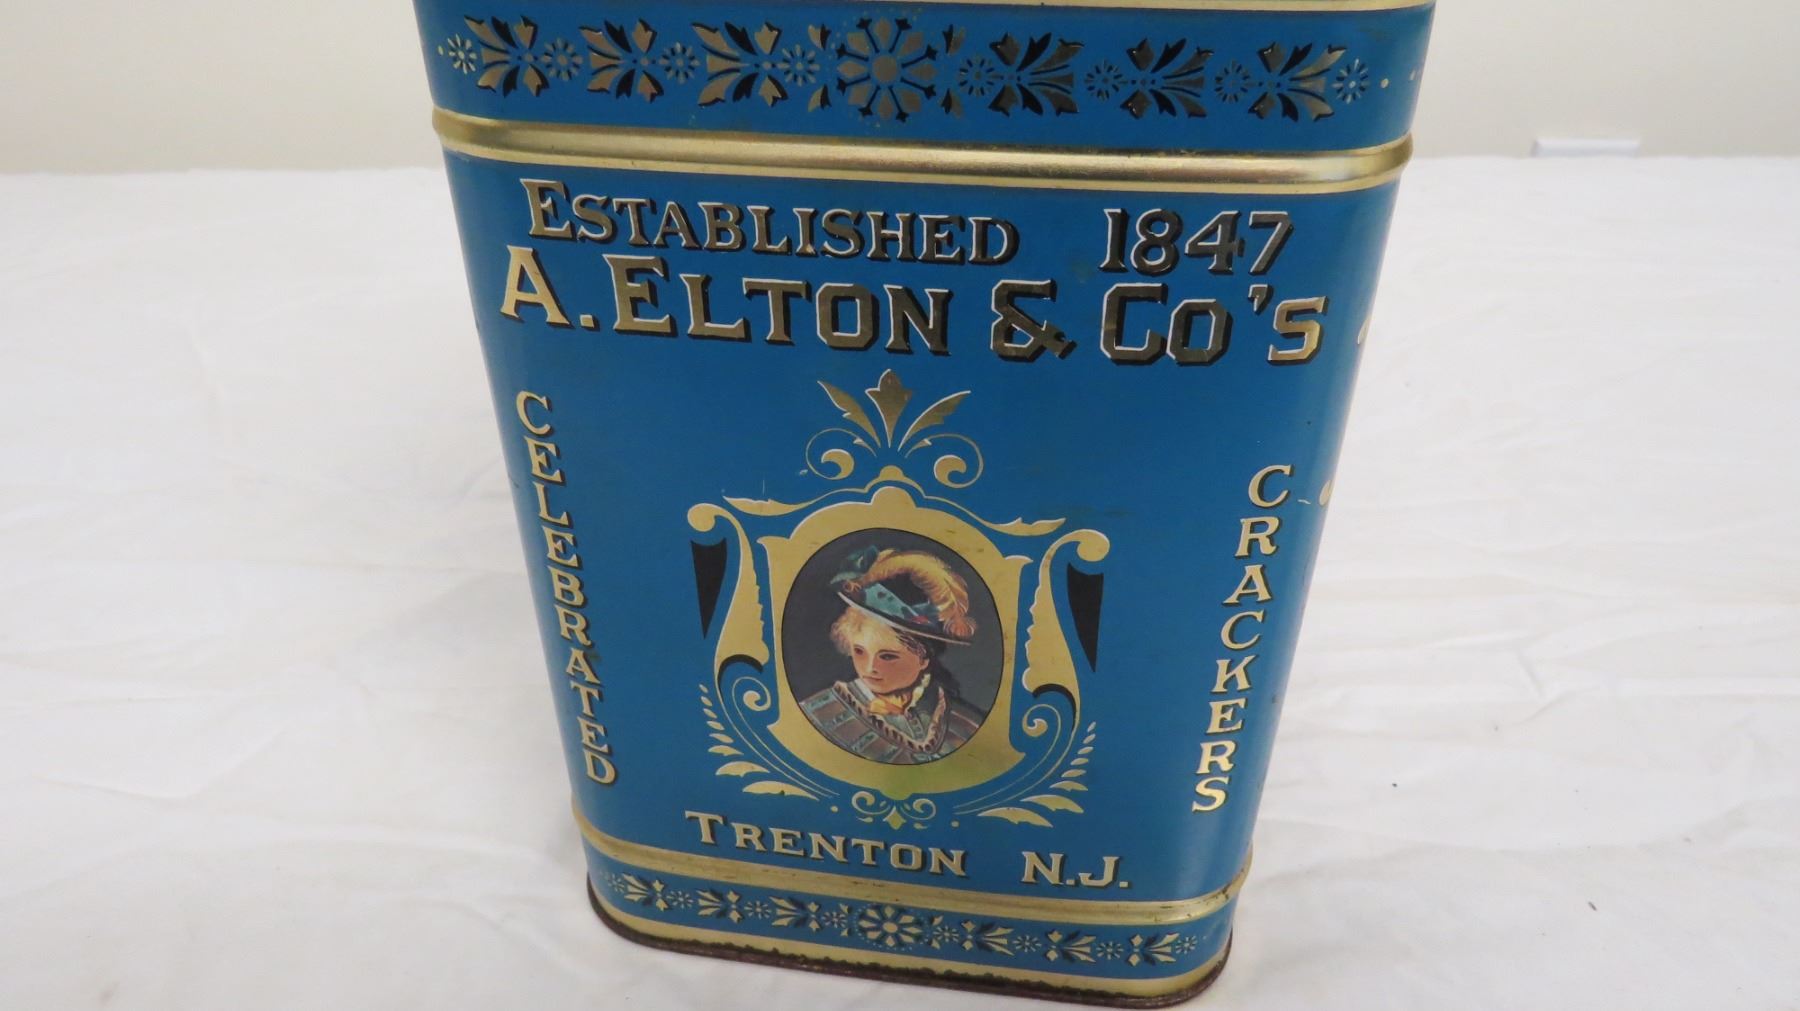 ESTABLISHED 1847
A. ELTON & CO'S
CELEBRATED
CRACKERS
TRENTON N.J.